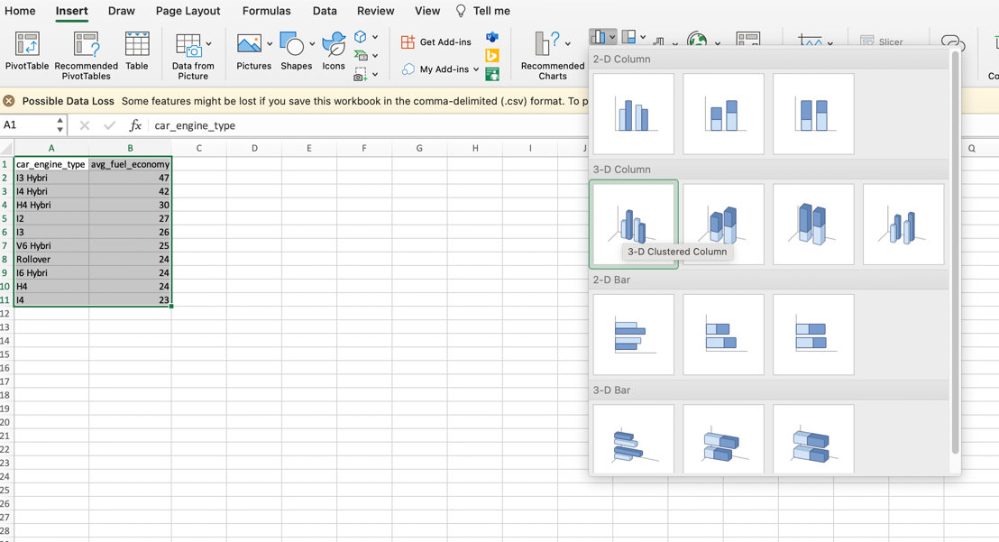 Home Insert Draw Page Layout Formulas Data Review View Tell me
PivotTable Recommended PivotTables Table Data from Picture Pictures Shapes Icons Get Add-ins My Add-ins Recommended Charts Slicer
Possible Data Loss Some features might be lost if you save this workbook in the comma-delimited (.csv) format. To p
A1 fx car_engine_type
2-D Column
3-D Column
3-D Clustered Column
2-D Bar
3-D Bar
A B C D E F G H I J Q
1 car_engine_type avg_fuel_economy
2 I3 Hybri 47
3 I4 Hybri 42
4 H4 Hybri 30
5 I2 27
6 I3 26
7 V6 Hybri 25
8 Rollover 24
9 I6 Hybri 24
10 H4 24
11 I4 23
12
13
14
15
16
17
18
19
20
21
22
23
24
25
26
27
28